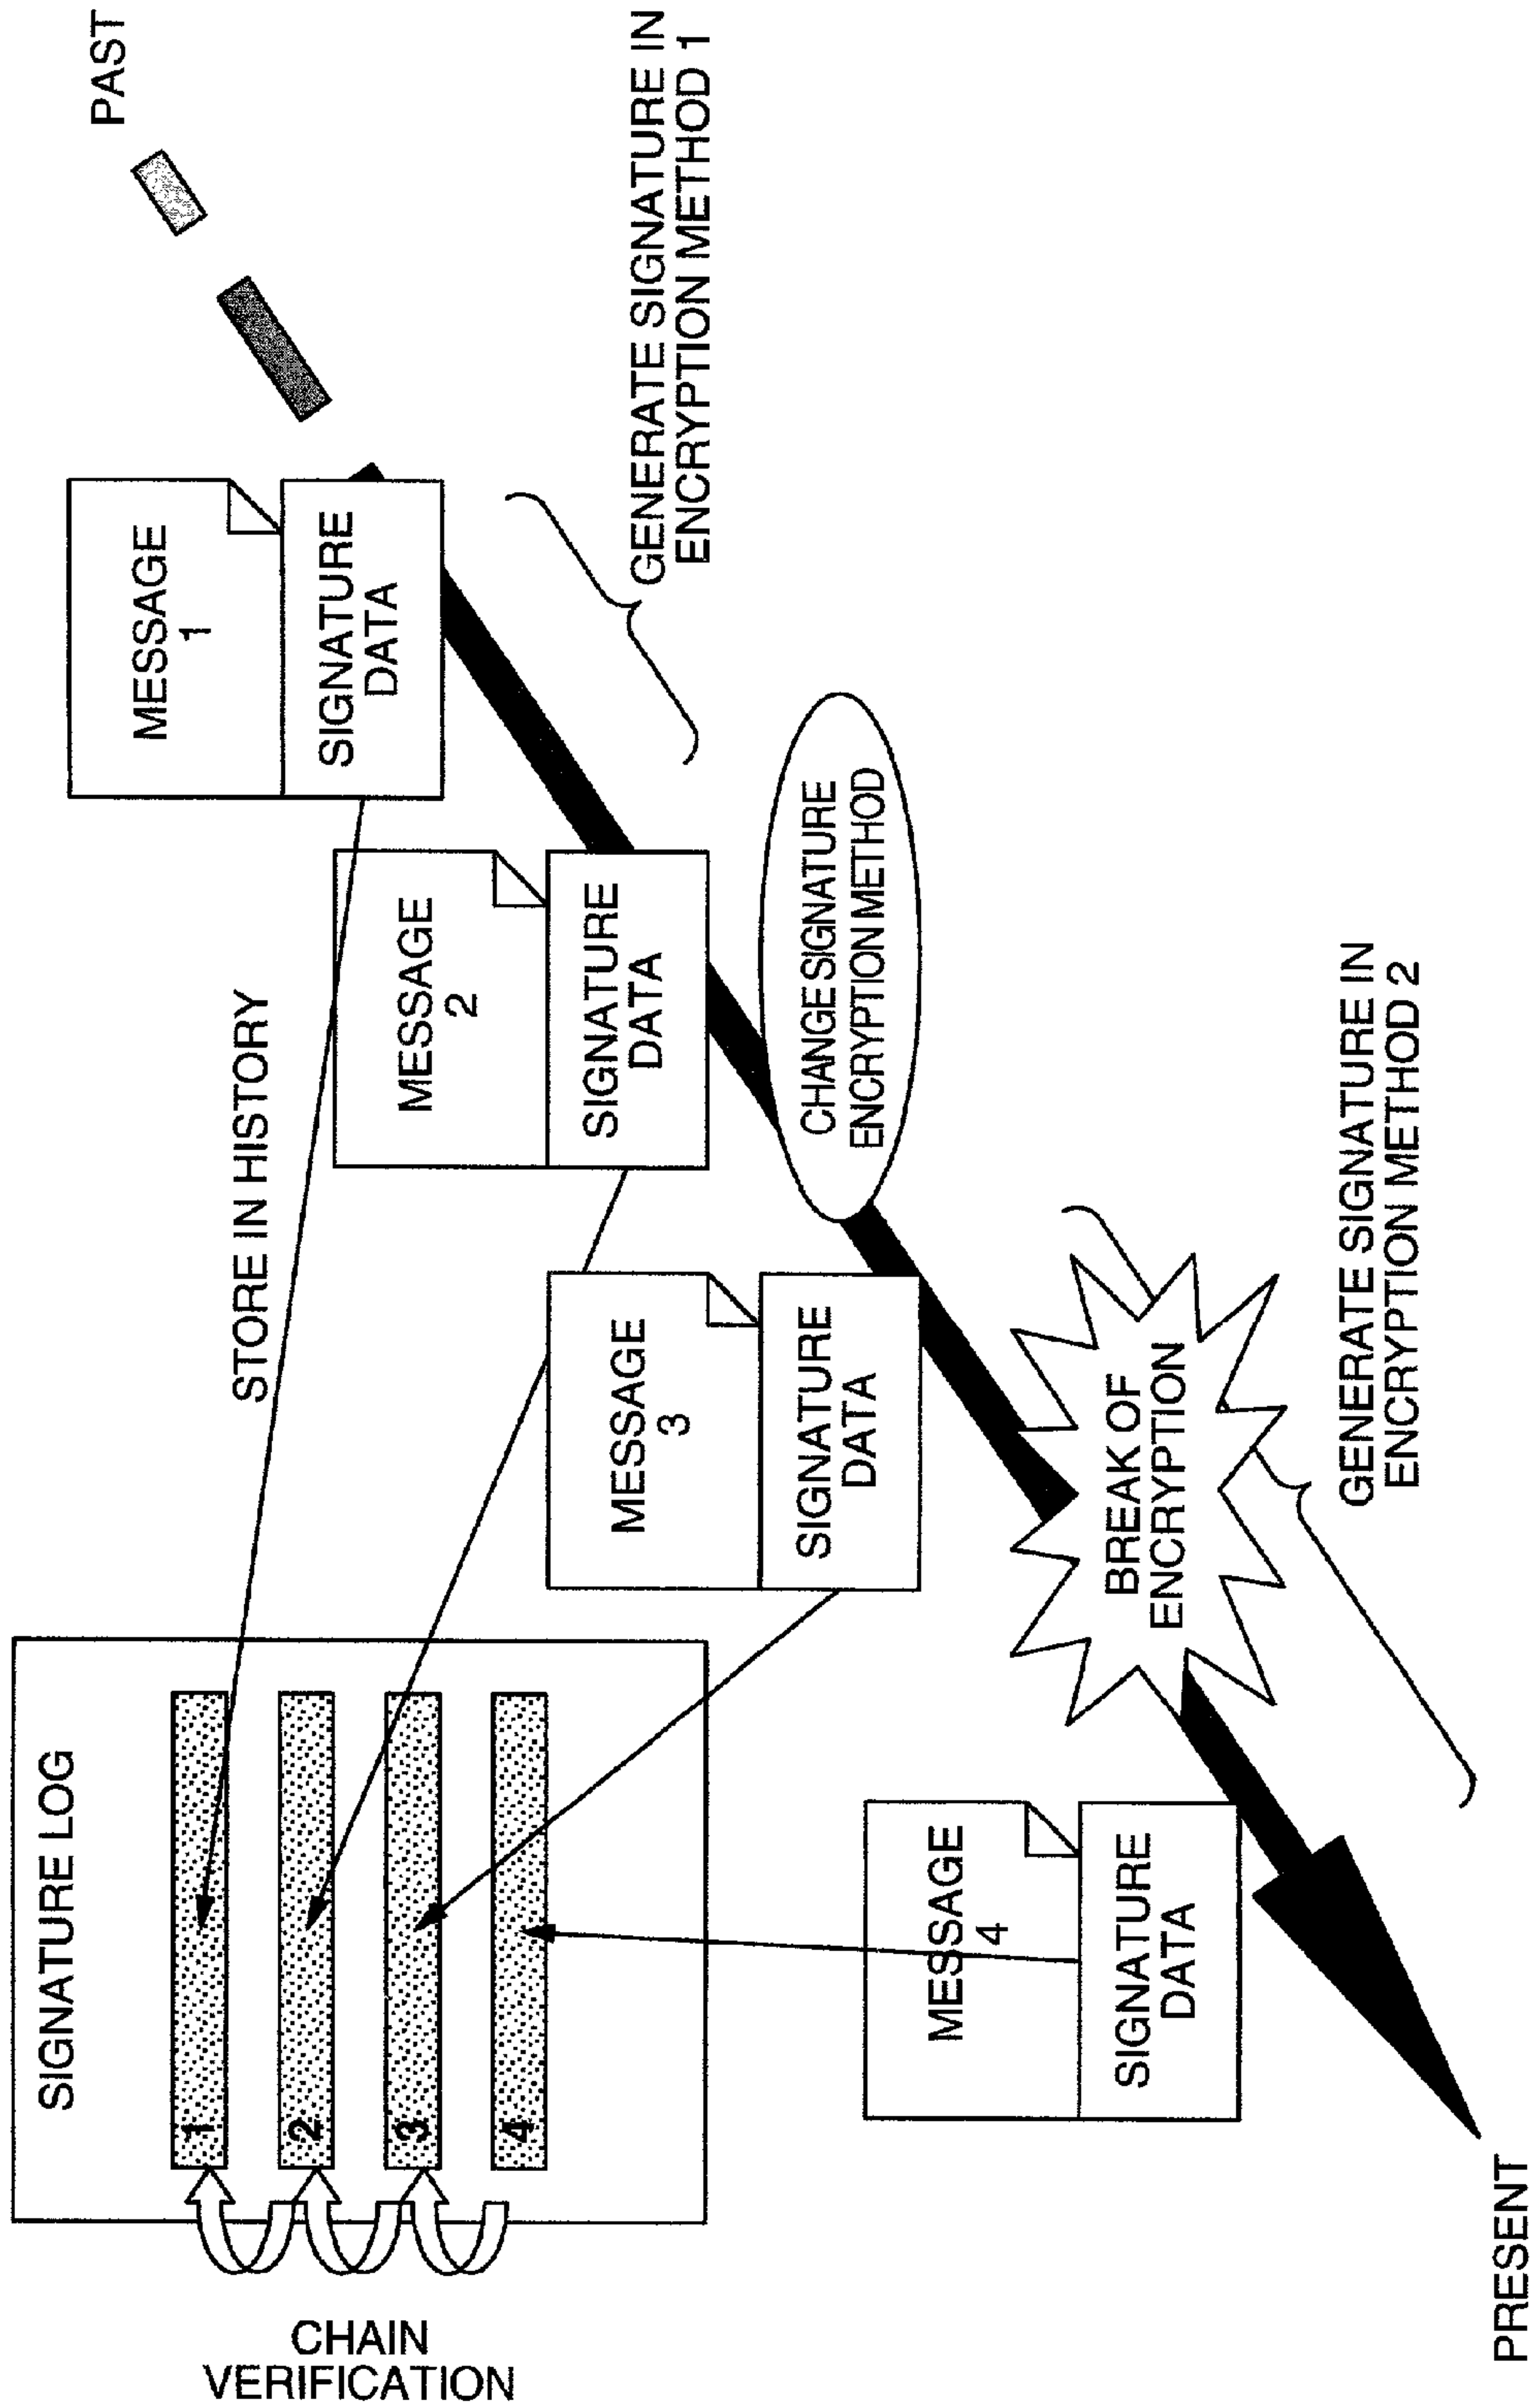 PAST
MESSAGE
1
SIGNATURE
DATA
GENERATE SIGNATURE IN
ENCRYPTION METHOD 1
STORE IN HISTORY
MESSAGE
2
SIGNATURE
DATA
CHANGE SIGNATURE
ENCRYPTION METHOD
MESSAGE
3
SIGNATURE
DATA
BREAK OF
ENCRYPTION
GENERATE SIGNATURE IN
ENCRYPTION METHOD 2
SIGNATURE LOG
1
2
3
4
CHAIN
VERIFICATION
MESSAGE
4
SIGNATURE
DATA
PRESENT